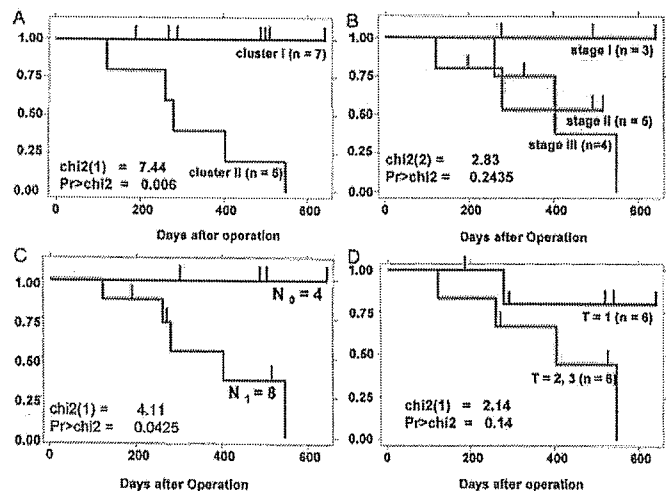 A
1.00
0.75
0.50
0.25
0.00
cluster I (n = 7)
cluster II (n = 5)
chi2(1) = 7.44
Pr>chi2 = 0.006
0 200 400 600
Days after operation
B
1.00
0.75
0.50
0.25
0.00
stage I (n = 3)
stage II (n = 5)
stage III (n=4)
chi2(2) = 2.83
Pr>chi2 = 0.2435
0 200 400 600
Days after Operation
C
1.00
0.75
0.50
0.25
0.00
N 0 = 4
N 1 = 8
chi2(1) = 4.11
Pr>chi2 = 0.0425
0 200 400 600
Days after Operation
D
1.00
0.75
0.50
0.25
0.00
T = 1 (n = 6)
T = 2, 3 (n = 6)
chi2(1) = 2.14
Pr>chi2 = 0.14
0 200 400 600
Days after Operation